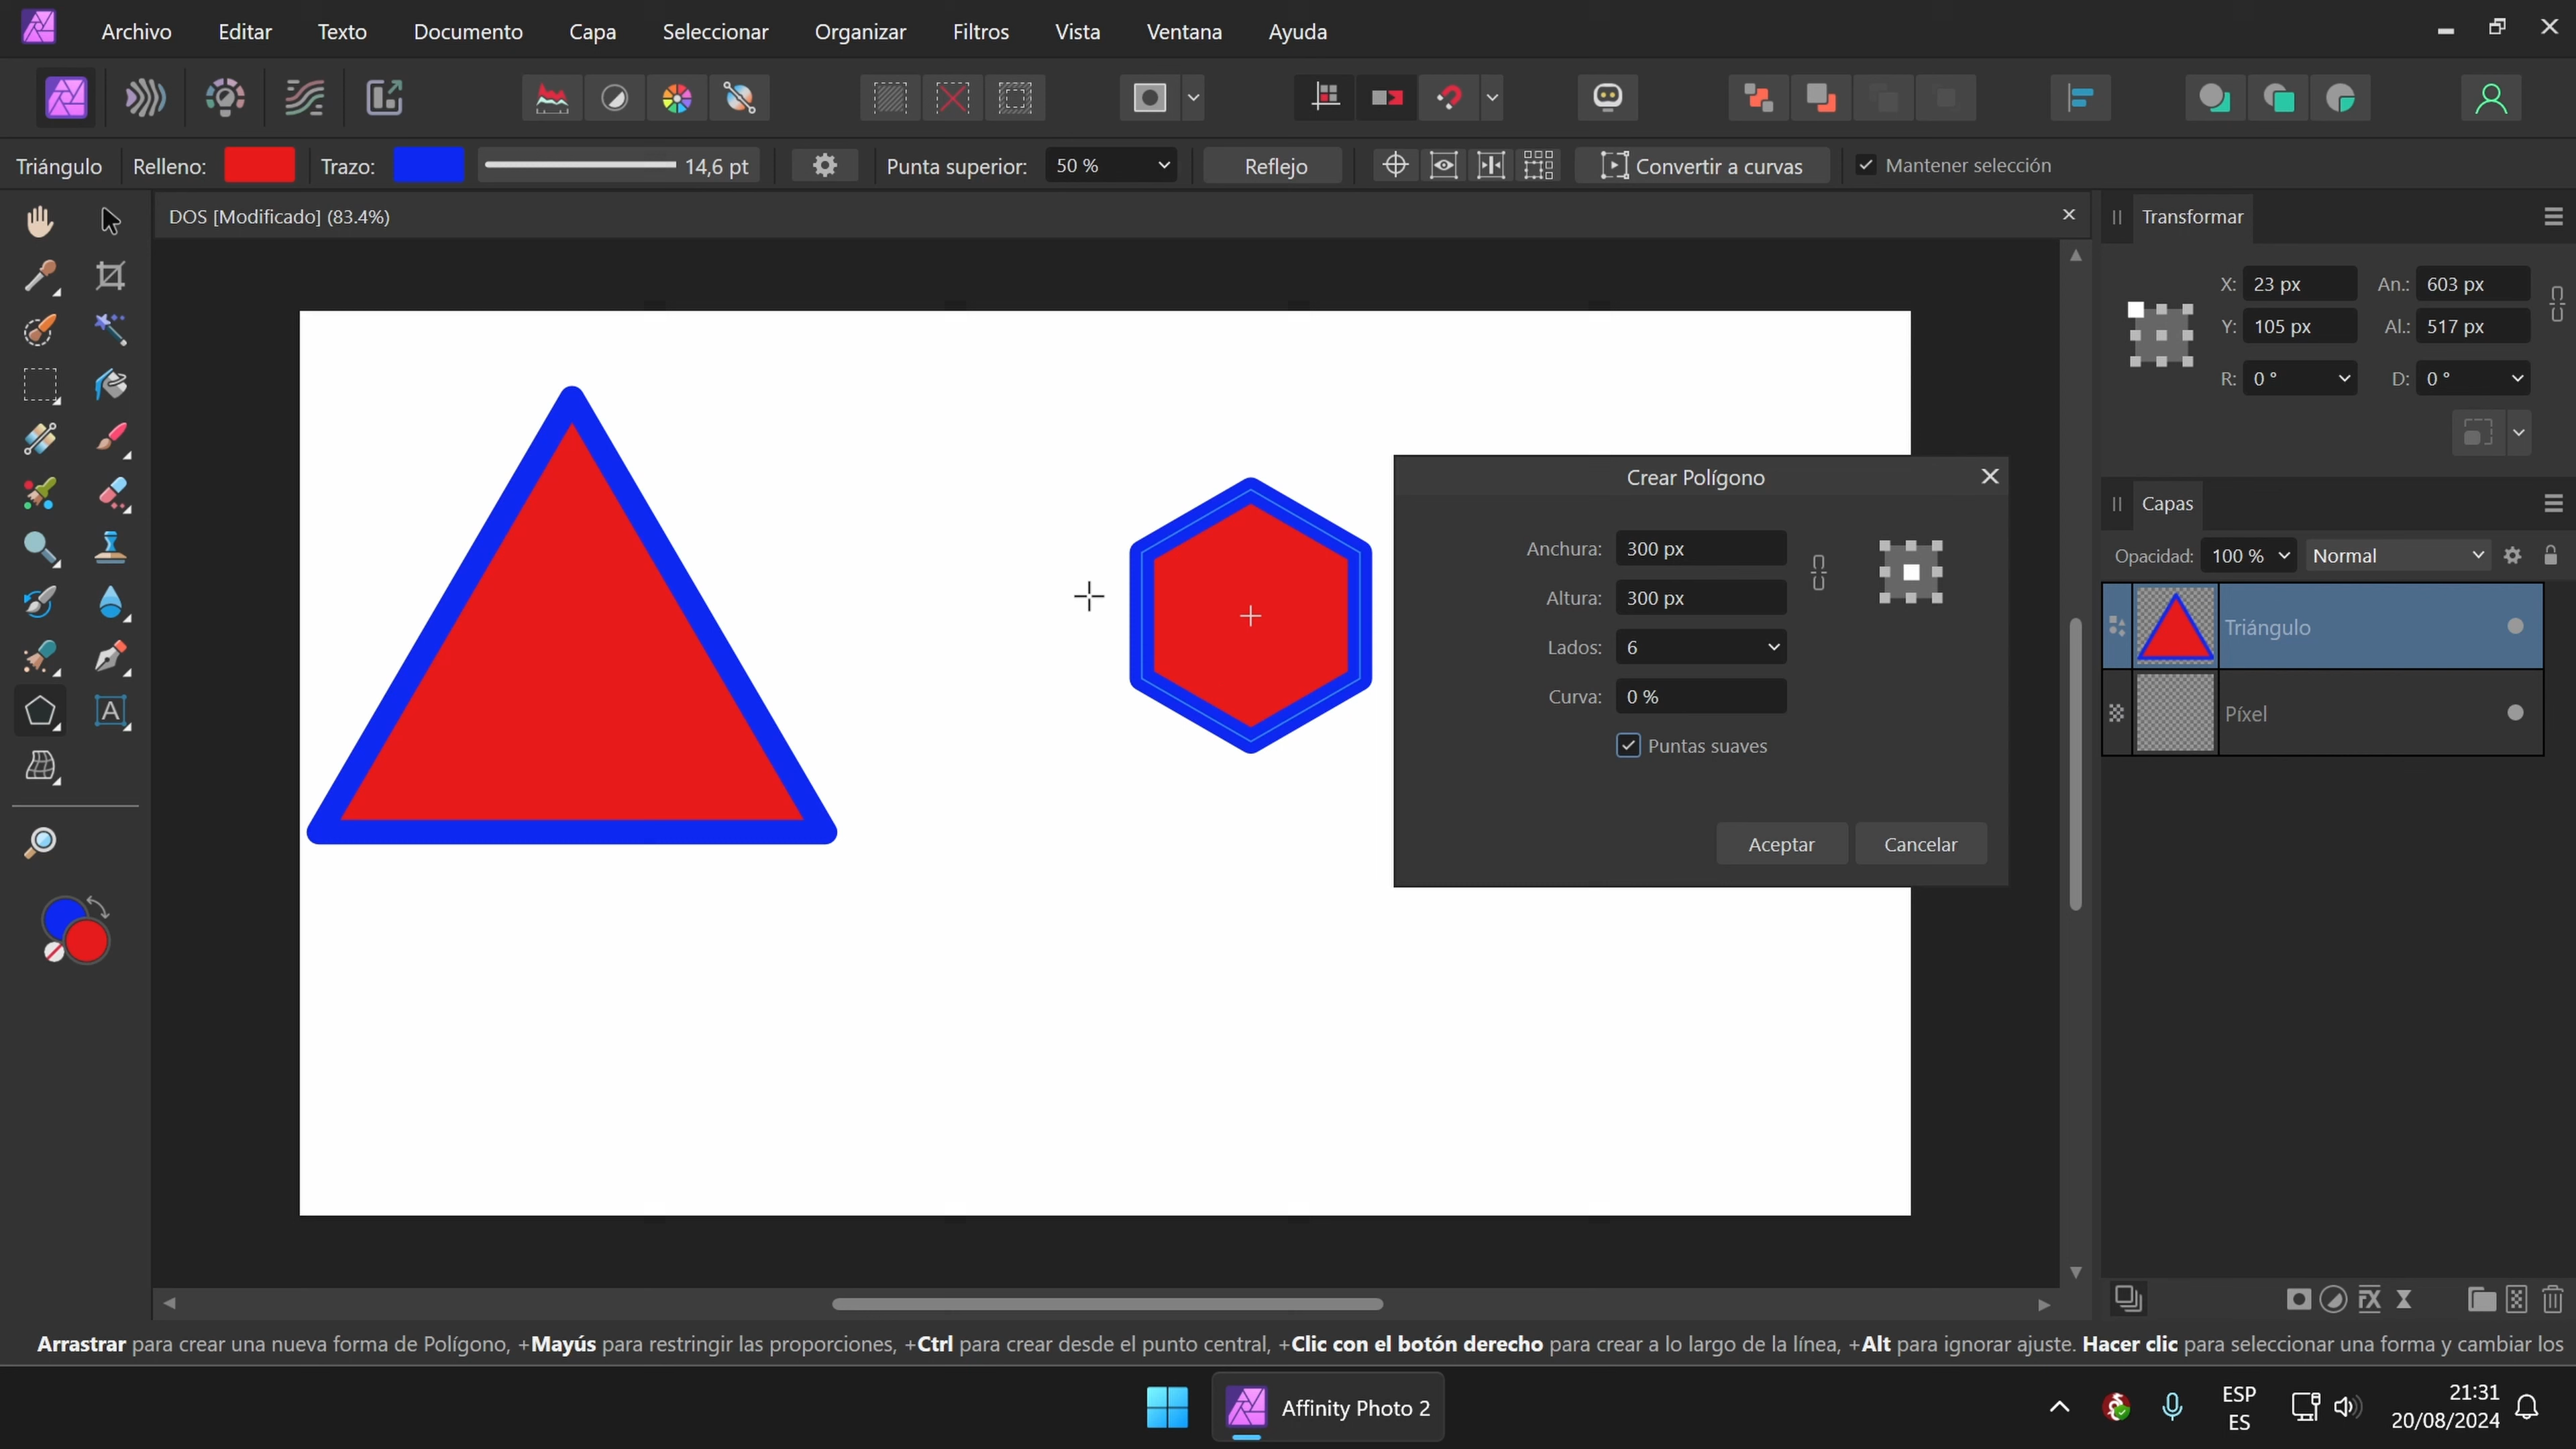 Archivo Editar Texto Documento Capa Seleccionar Organizar Filtros Vista Ventana Ayuda
Triángulo Relleno: Trazo: 14,6 pt Punta superior: 50 % Reflejo Convertir a curvas Mantener selección
DOS [Modificado] (83.4%)
Transformar
X: 23 px An.: 603 px
Y: 105 px Al.: 517 px
R: 0 ° D: 0 °
Crear Polígono
Anchura: 300 px
Altura: 300 px
Lados: 6
Curva: 0 %
Puntas suaves
Aceptar Cancelar
Capas
Opacidad: 100 % Normal
Triángulo
Píxel
A
FX
Arrastrar para crear una nueva forma de Polígono, +Mayús para restringir las proporciones, +Ctrl para crear desde el punto central, +Clic con el botón derecho para crear a lo largo de la línea, +Alt para ignorar ajuste. Hacer clic para seleccionar una forma y cambiar los
Affinity Photo 2
ESP
ES
21:31
20/08/2024